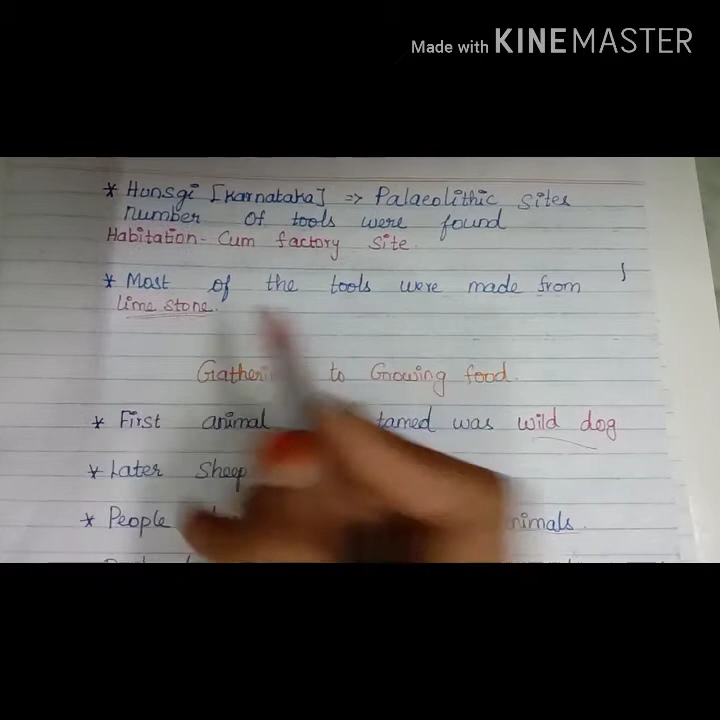 Made with KINEMASTER
* Hunsgi [Karnataka] => Palaeolithic sites
number of tools were found
Habitation-Cum factory site.
* Most of the tools were made from
lime stone.
to Growing food.
* First animal tamed was wild dog
* Later Sheep
* People